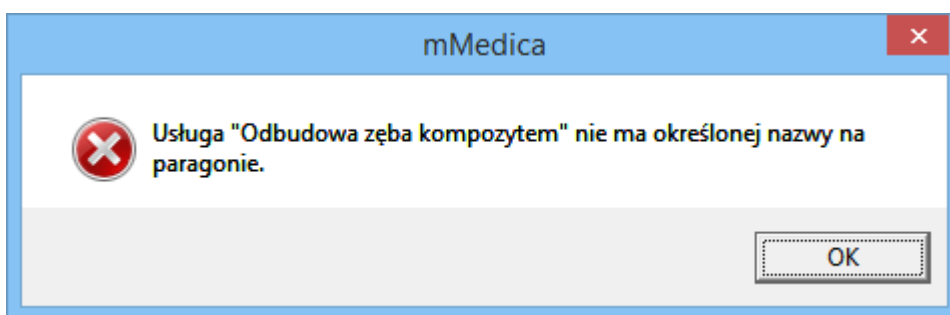 mMedica
Usługa "Odbudowa zęba kompozytem" nie ma określonej nazwy na
paragonie.
OK